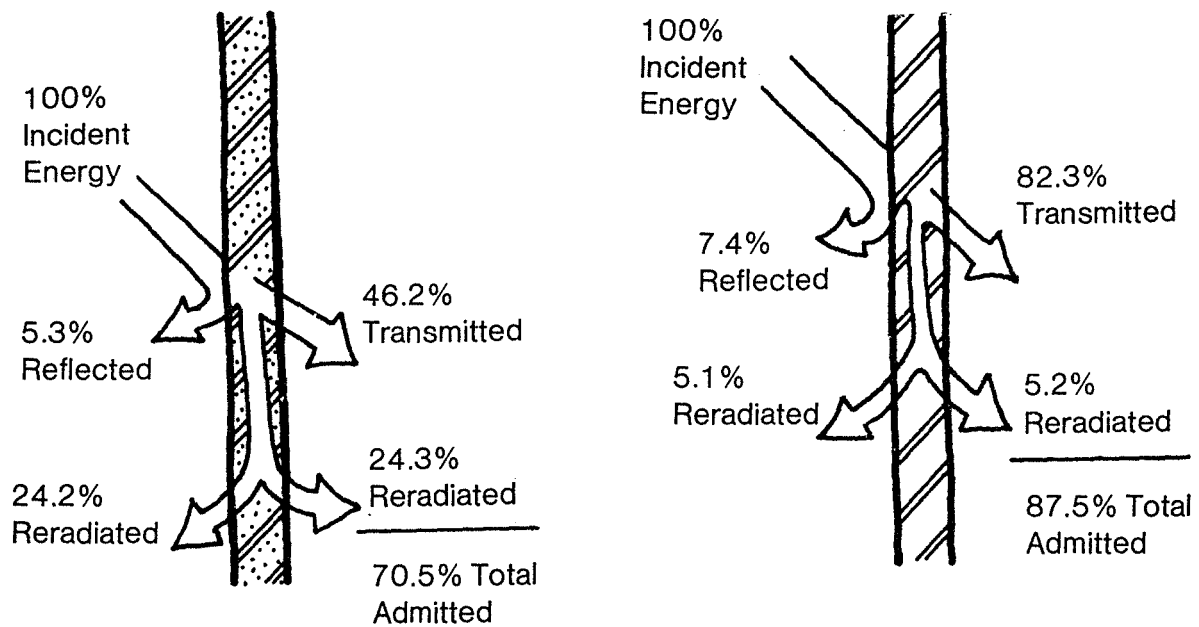 100%
Incident
Energy
5.3%
Reflected
46.2%
Transmitted
24.2%
Reradiated
24.3%
Reradiated
70.5% Total
Admitted
100%
Incident
Energy
7.4%
Reflected
82.3%
Transmitted
5.1%
Reradiated
5.2%
Reradiated
87.5% Total
Admitted